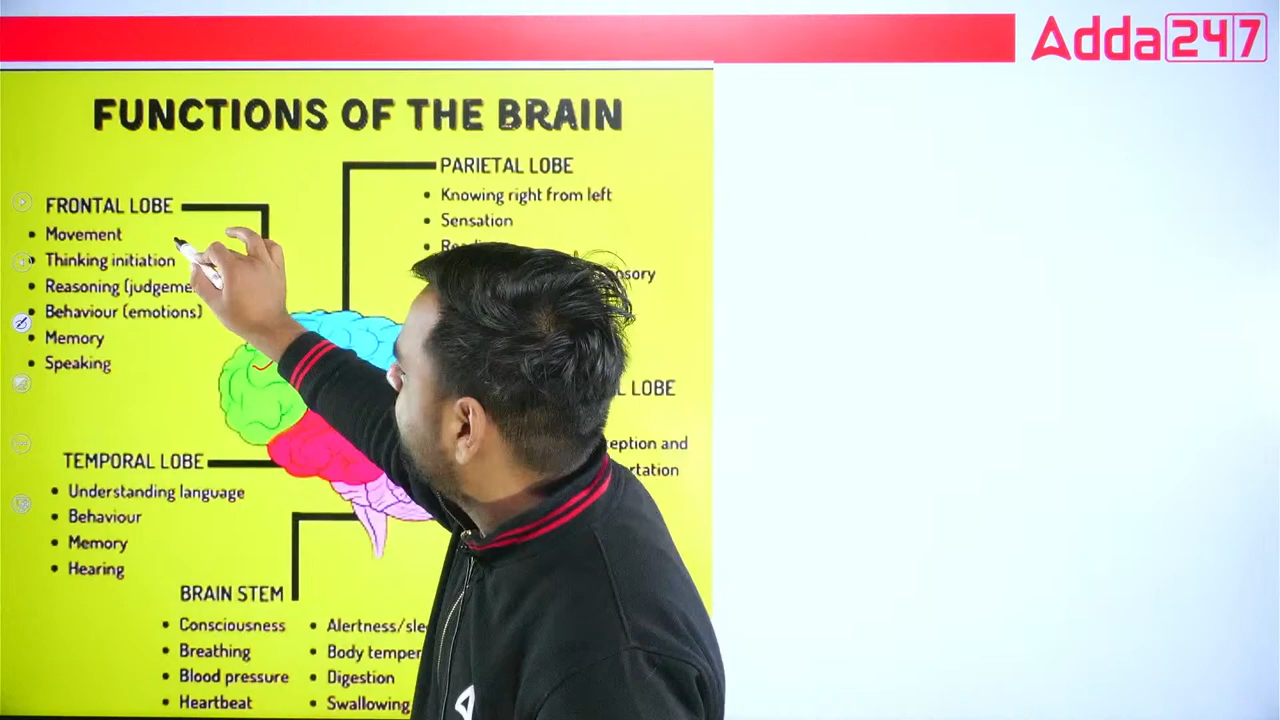 Adda247
FUNCTIONS OF THE BRAIN
PARIETAL LOBE
• Knowing right from left
• Sensation
FRONTAL LOBE
• Movement
• Thinking initiation
• Reasoning (judgeme
• Behaviour (emotions)
• Memory
• Speaking
LOBE
and
TEMPORAL LOBE
• Understanding language
• Behaviour
• Memory
• Hearing
BRAIN STEM
• Consciousness
• Breathing
• Blood pressure
• Heartbeat
• Alertness/sle
• Body temper
• Digestion
• Swallowing